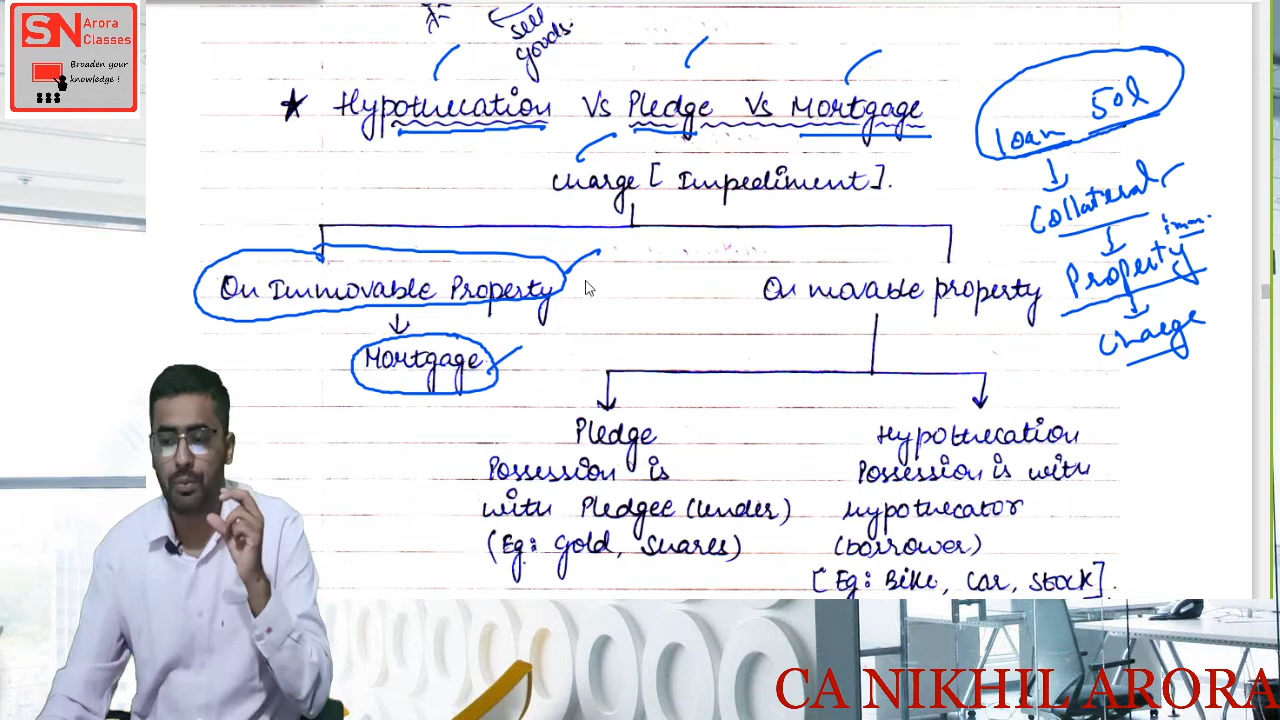 SN Arora
Classes
Broaden your
knowledge !
sell
goods.
★ Hypothecation Vs Pledge Vs Mortgage
Charge [Impediment].
On Immovable Property
On movable property
Mortgage
Pledge
Possession is
with Pledgee (lender)
(Eg: Gold, Shares)
Hypothecation
Possession is with
Hypothecator
(borrower)
[Eg: Bike, Car, Stock].
loan 50l
Collateral
imm.
Property
Charge
CA NIKHIL ARORA